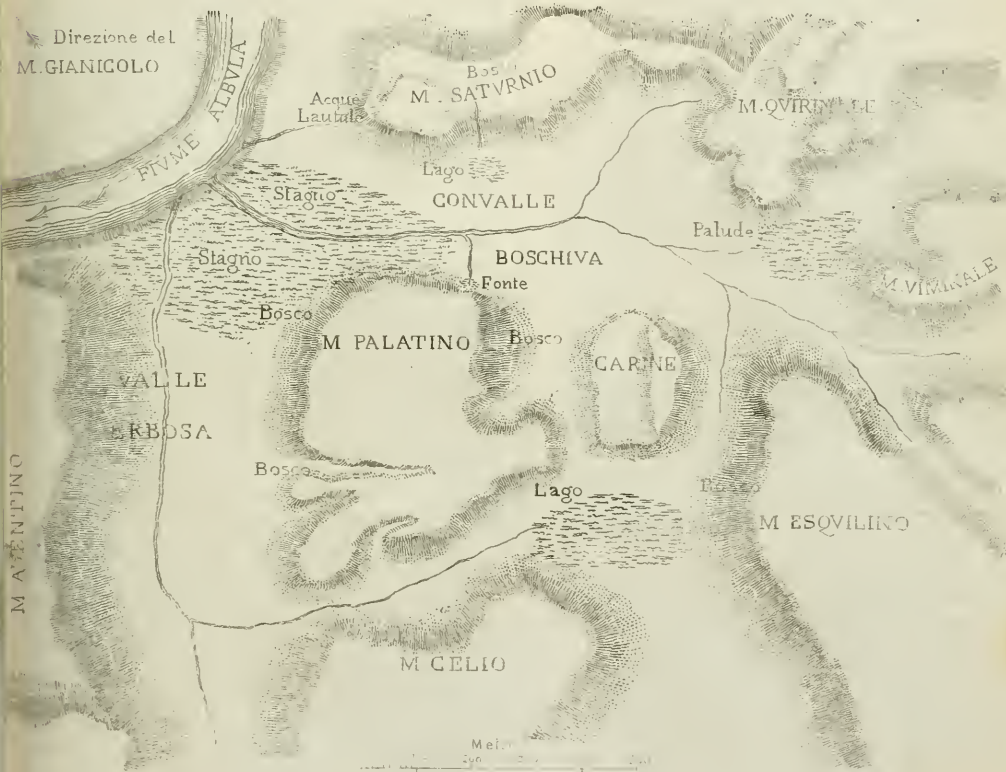 Direzione del
M. GIANICOLO
FIVME ALBVLA
Acque
Lautule
M. SATVRNIO
M. QVIRINALE
Lago
Stagno
CONVALLE
Palude
Stagno
BOSCHIVA
M. VIMINALE
Fonte
Bosco
M PALATINO
Bosco
CARINE
VALLE
ERBOSA
Bosco
Lago
Bosco
M ESQVILINO
M AVENTINO
M CELIO